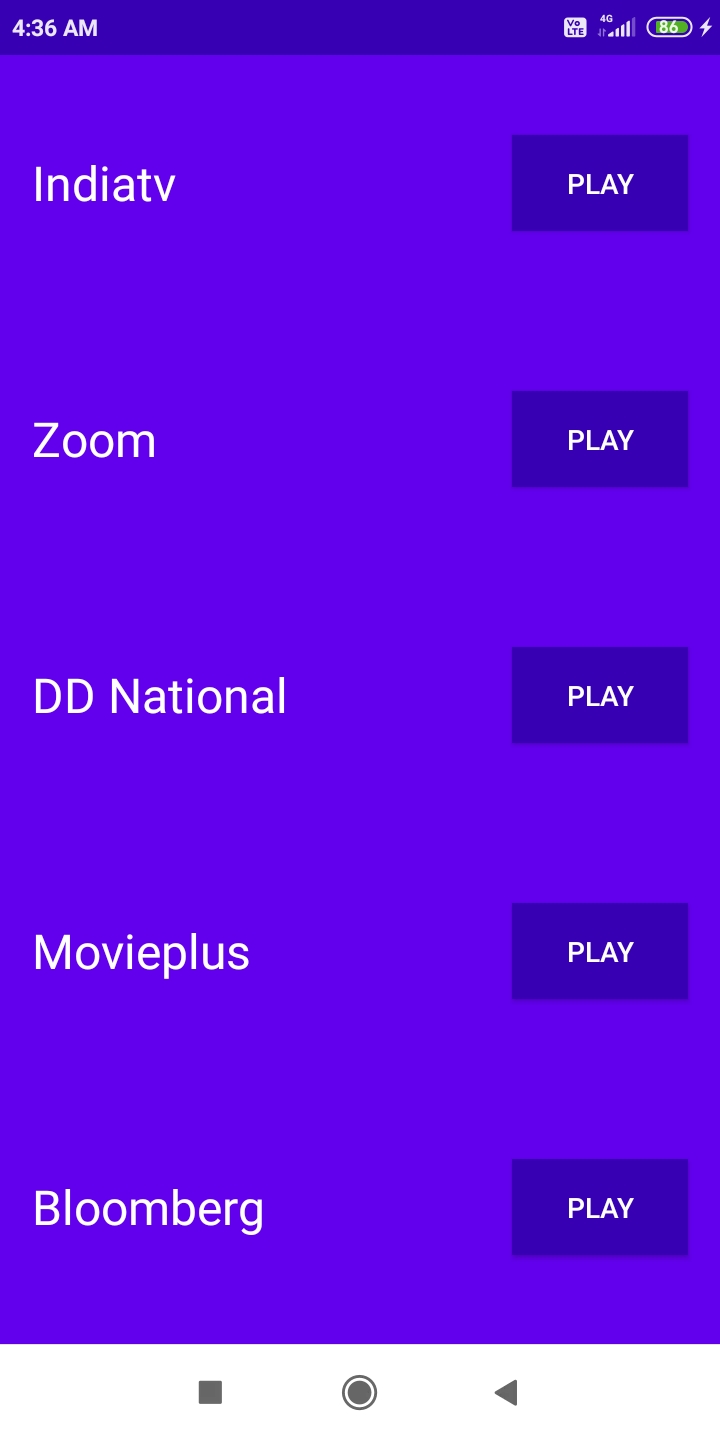 4:36 AM Vo LTE 4G 86
Indiatv PLAY
Zoom PLAY
DD National PLAY
Movieplus PLAY
Bloomberg PLAY